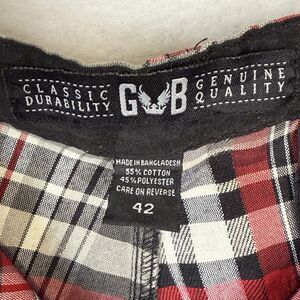 CLASSIC
DURABILITY
GB
GENUINE
QUALITY
MADE IN BANGLADESH
55% COTTON
45% POLYESTER
CARE ON REVERSE
42